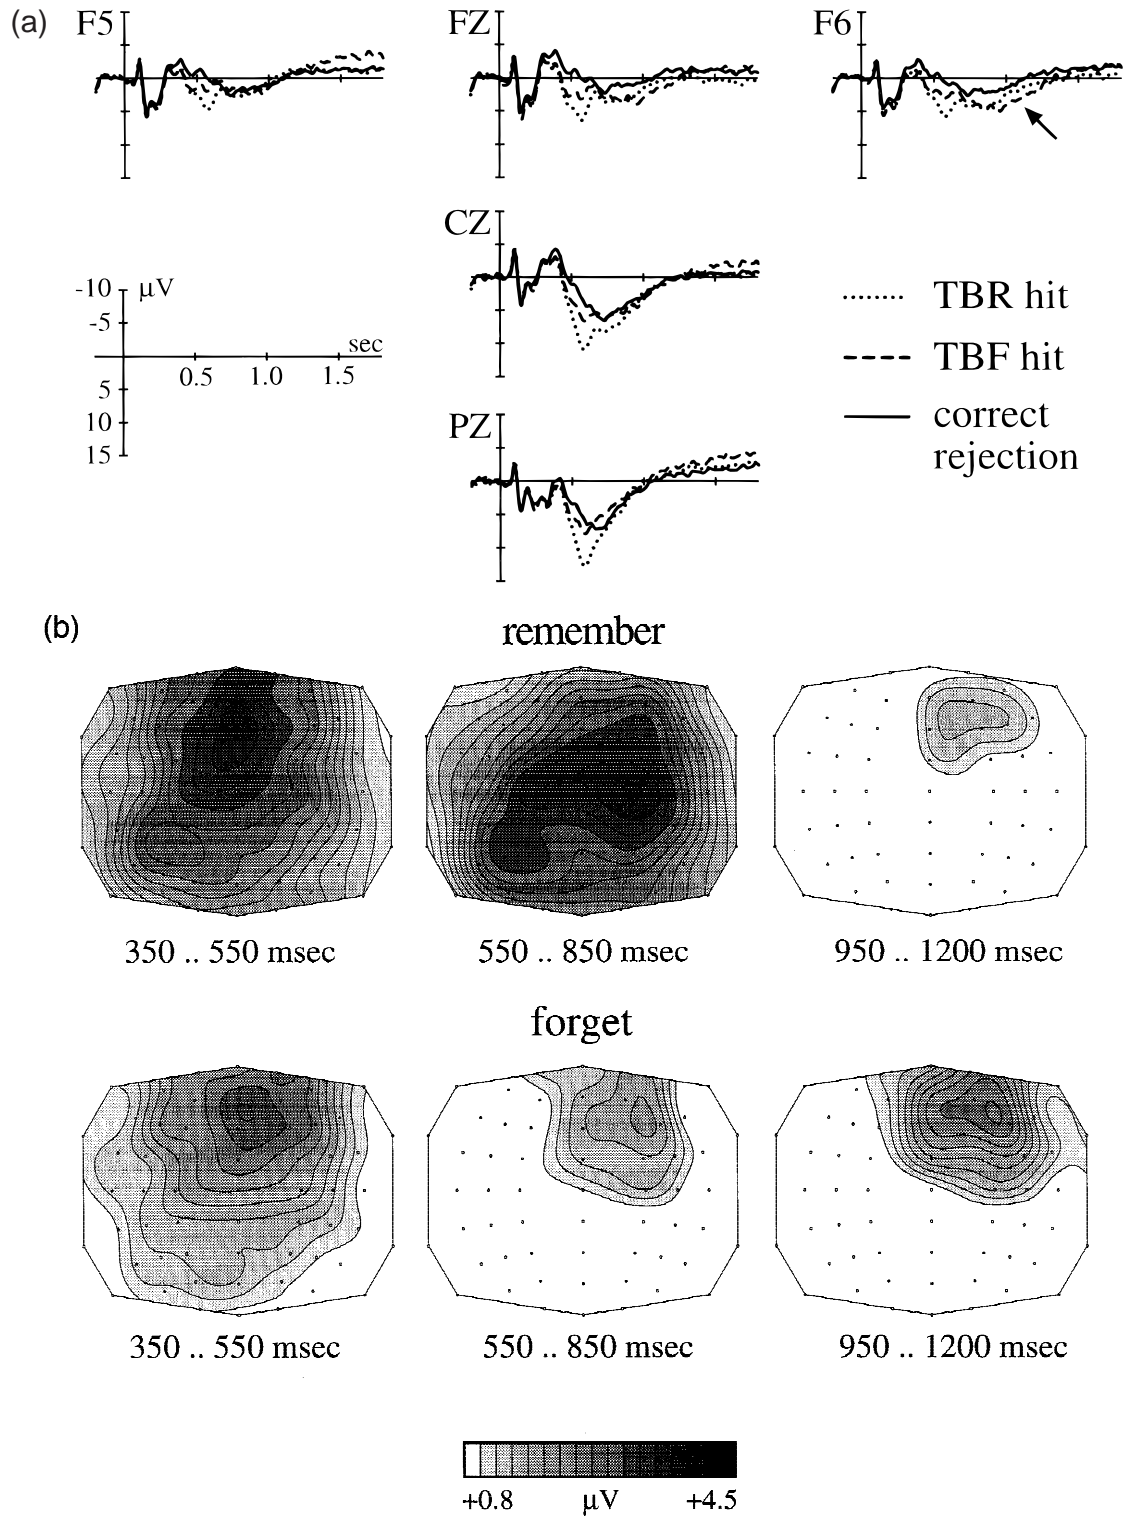 (a)
F5
FZ
F6
CZ
-10 μV
-5
sec
0.5 1.0 1.5
5
10
15
TBR hit
TBF hit
correct
rejection
PZ
(b)
remember
350 .. 550 msec
550 .. 850 msec
950 .. 1200 msec
forget
350 .. 550 msec
550 .. 850 msec
950 .. 1200 msec
+0.8 μV +4.5